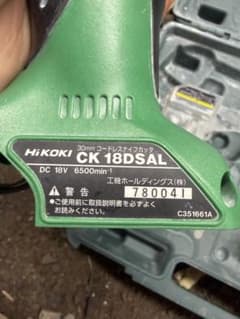 30mm コードレスナイフカッタ
HiKOKI CK 18DSAL
DC 18V 6500min⁻¹
工機ホールディングス(株)
⚠警告 780041
●ご使用前に取扱説明書を必ずよく
お読みください。
C351661A